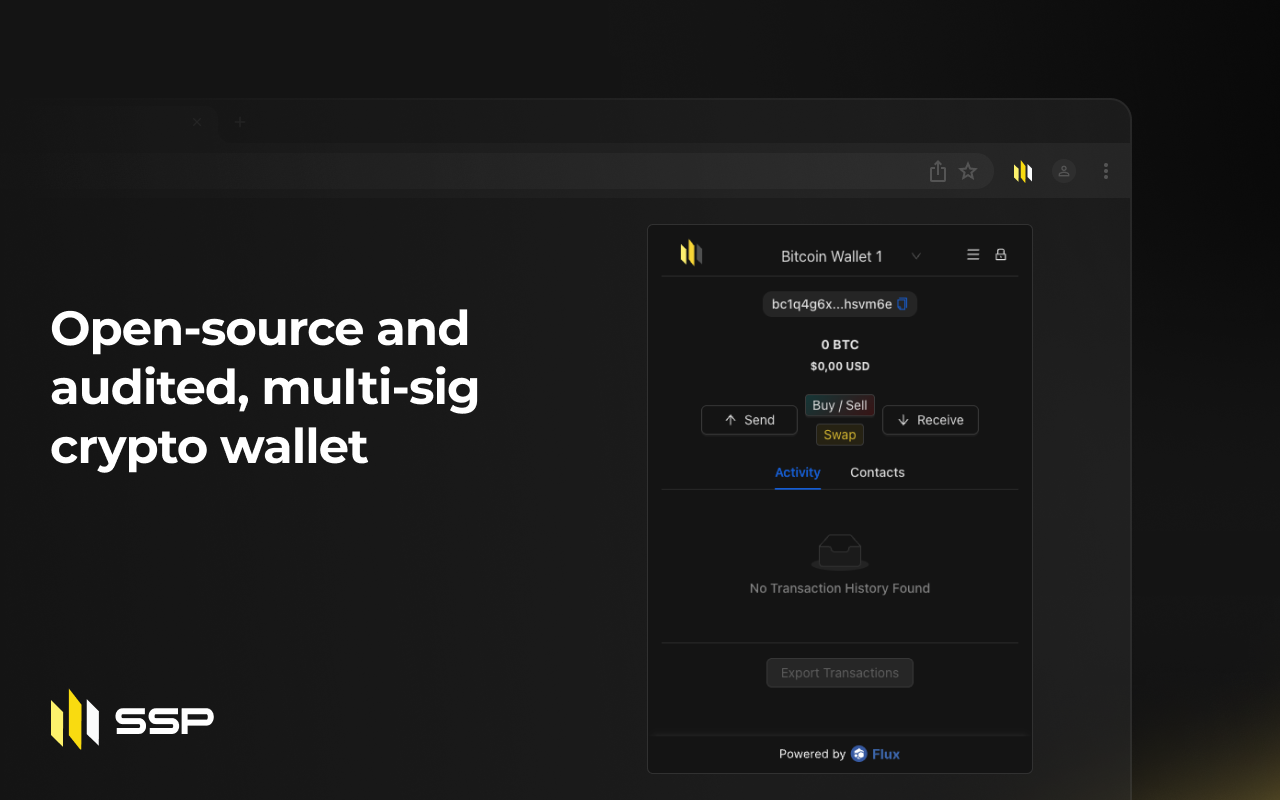 Open-source and
audited, multi-sig
crypto wallet
SSP
Bitcoin Wallet 1
bc1q4g6x...hsvm6e
0 BTC
$0,00 USD
Send
Buy / Sell
Swap
Receive
Activity
Contacts
No Transaction History Found
Export Transactions
Powered by Flux